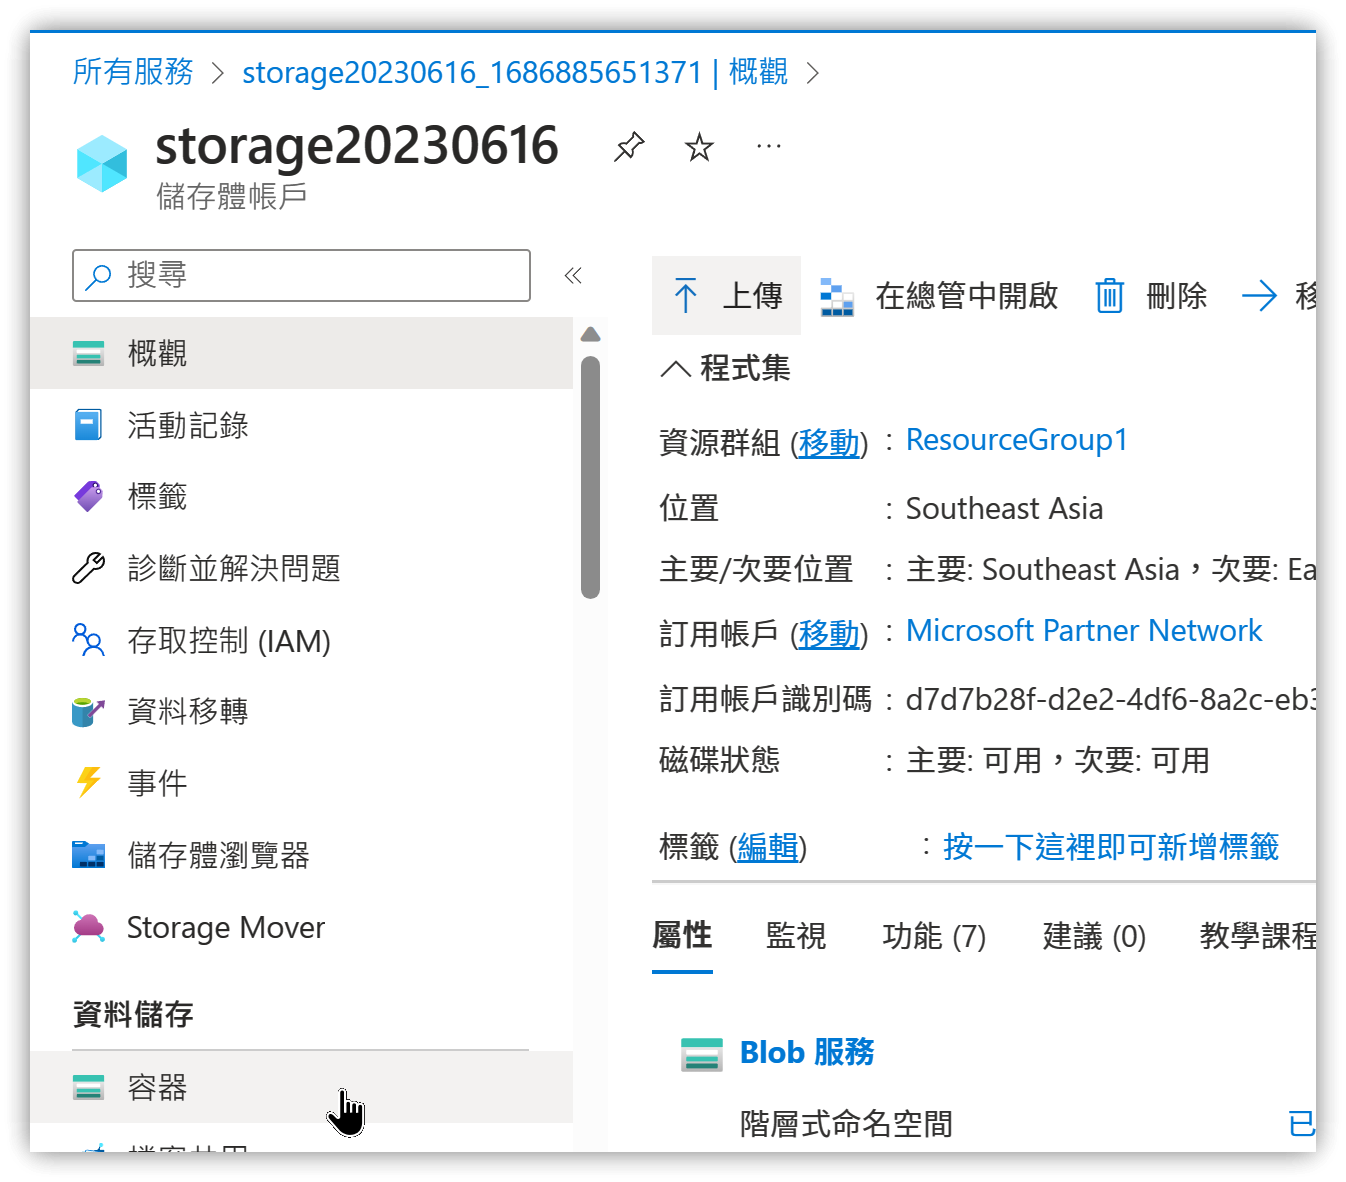 所有服務 > storage20230616_1686885651371 | 概觀 >
storage20230616 ...
儲存體帳戶
搜尋 «
概觀
活動記錄
標籤
診斷並解決問題
存取控制 (IAM)
資料移轉
事件
儲存體瀏覽器
Storage Mover
資料儲存
容器
上傳 在總管中開啟 刪除 移
程式集
資源群組 (移動) : ResourceGroup1
位置 : Southeast Asia
主要/次要位置 : 主要: Southeast Asia，次要: Ea
訂用帳戶 (移動) : Microsoft Partner Network
訂用帳戶識別碼 : d7d7b28f-d2e2-4df6-8a2c-eb3
磁碟狀態 : 主要: 可用，次要: 可用
標籤 (編輯) : 按一下這裡即可新增標籤
屬性 監視 功能 (7) 建議 (0) 教學課程
Blob 服務
階層式命名空間 已